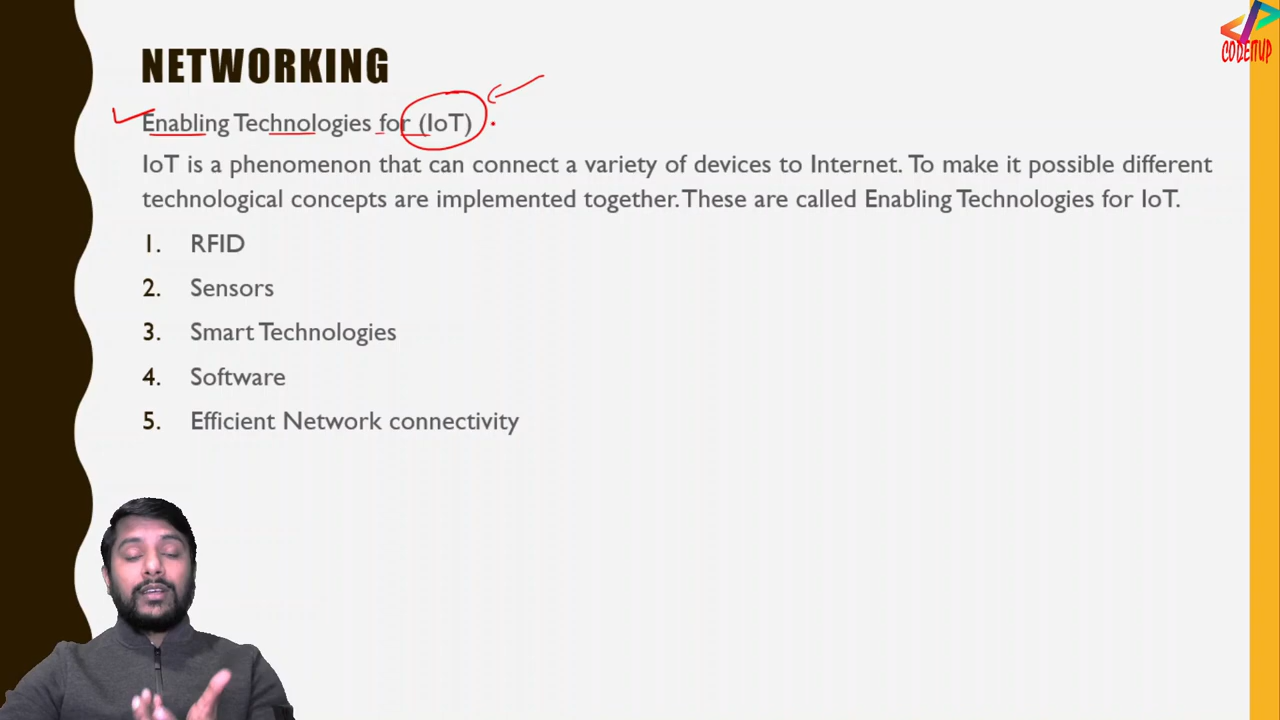 CODEITUP
NETWORKING
Enabling Technologies for (IoT)
IoT is a phenomenon that can connect a variety of devices to Internet. To make it possible different
technological concepts are implemented together. These are called Enabling Technologies for IoT.
1. RFID
2. Sensors
3. Smart Technologies
4. Software
5. Efficient Network connectivity